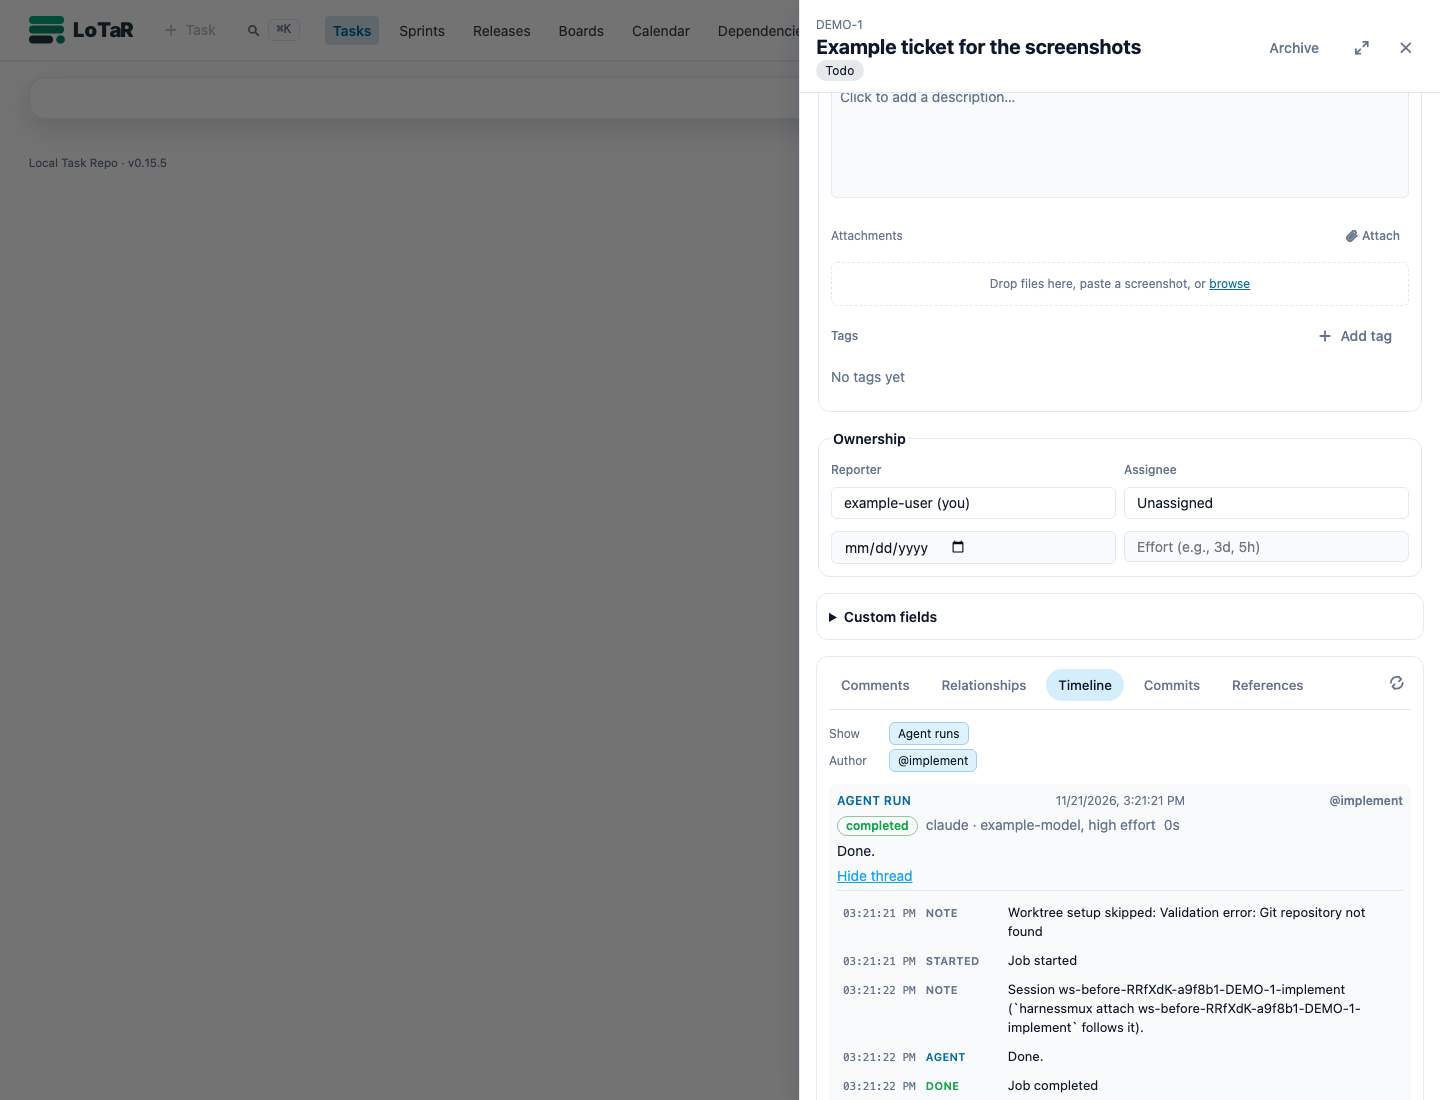 LoTaR
Task
⌘K
Tasks
Sprints
Releases
Boards
Calendar
Local Task Repo · v0.15.5
DEMO-1
Example ticket for the screenshots
Todo
Archive
Click to add a description...
Attachments
Attach
Drop files here, paste a screenshot, or browse
Tags
Add tag
No tags yet
Ownership
Reporter
Assignee
example-user (you)
Unassigned
mm/dd/yyyy
Effort (e.g., 3d, 5h)
Custom fields
Comments
Relationships
Timeline
Commits
References
Show
Agent runs
Author
@implement
AGENT RUN
11/21/2026, 3:21:21 PM
@implement
completed
claude · example-model, high effort 0s
Done.
Hide thread
03:21:21 PM NOTE Worktree setup skipped: Validation error: Git repository not
found
03:21:21 PM STARTED Job started
03:21:22 PM NOTE Session ws-before-RRfXdK-a9f8b1-DEMO-1-implement
(`harnessmux attach ws-before-RRfXdK-a9f8b1-DEMO-1-
implement` follows it).
03:21:22 PM AGENT Done.
03:21:22 PM DONE Job completed